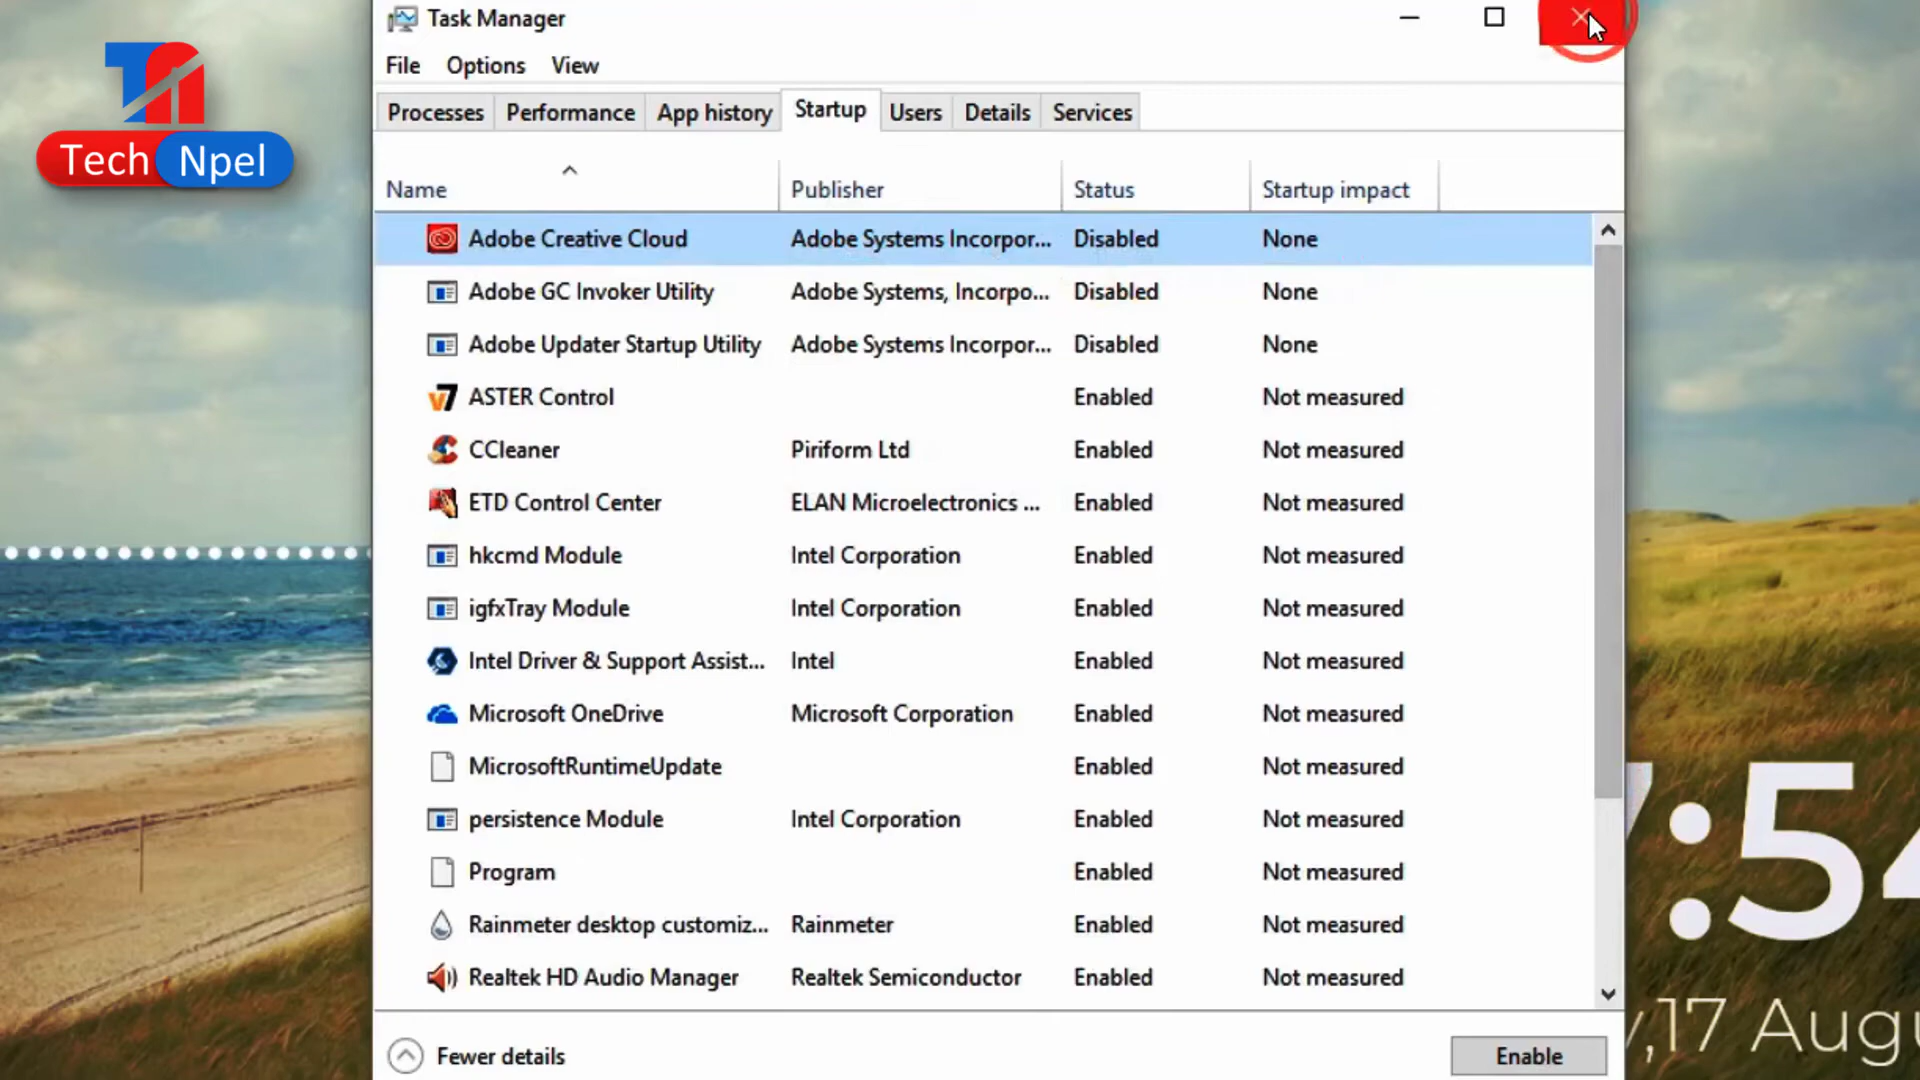 Task Manager
File Options View
Processes Performance App history Startup Users Details Services
Name Publisher Status Startup impact
Adobe Creative Cloud Adobe Systems Incorpor... Disabled None
Adobe GC Invoker Utility Adobe Systems, Incorpo... Disabled None
Adobe Updater Startup Utility Adobe Systems Incorpor... Disabled None
ASTER Control Enabled Not measured
CCleaner Piriform Ltd Enabled Not measured
ETD Control Center ELAN Microelectronics ... Enabled Not measured
hkcmd Module Intel Corporation Enabled Not measured
igfxTray Module Intel Corporation Enabled Not measured
Intel Driver & Support Assist... Intel Enabled Not measured
Microsoft OneDrive Microsoft Corporation Enabled Not measured
MicrosoftRuntimeUpdate Enabled Not measured
persistence Module Intel Corporation Enabled Not measured
Program Enabled Not measured
Rainmeter desktop customiz... Rainmeter Enabled Not measured
Realtek HD Audio Manager Realtek Semiconductor Enabled Not measured
Fewer details Enable
Tech Npel
:54
,17 Augu